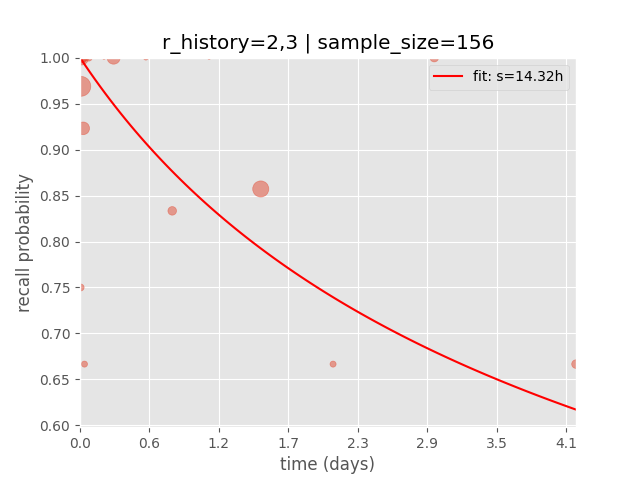 r_history=2,3 | sample_size=156
fit: s=14.32h
1.00
0.95
0.90
0.85
0.80
0.75
0.70
0.65
0.60
recall probability
0.0 0.6 1.2 1.7 2.3 2.9 3.5 4.1
time (days)